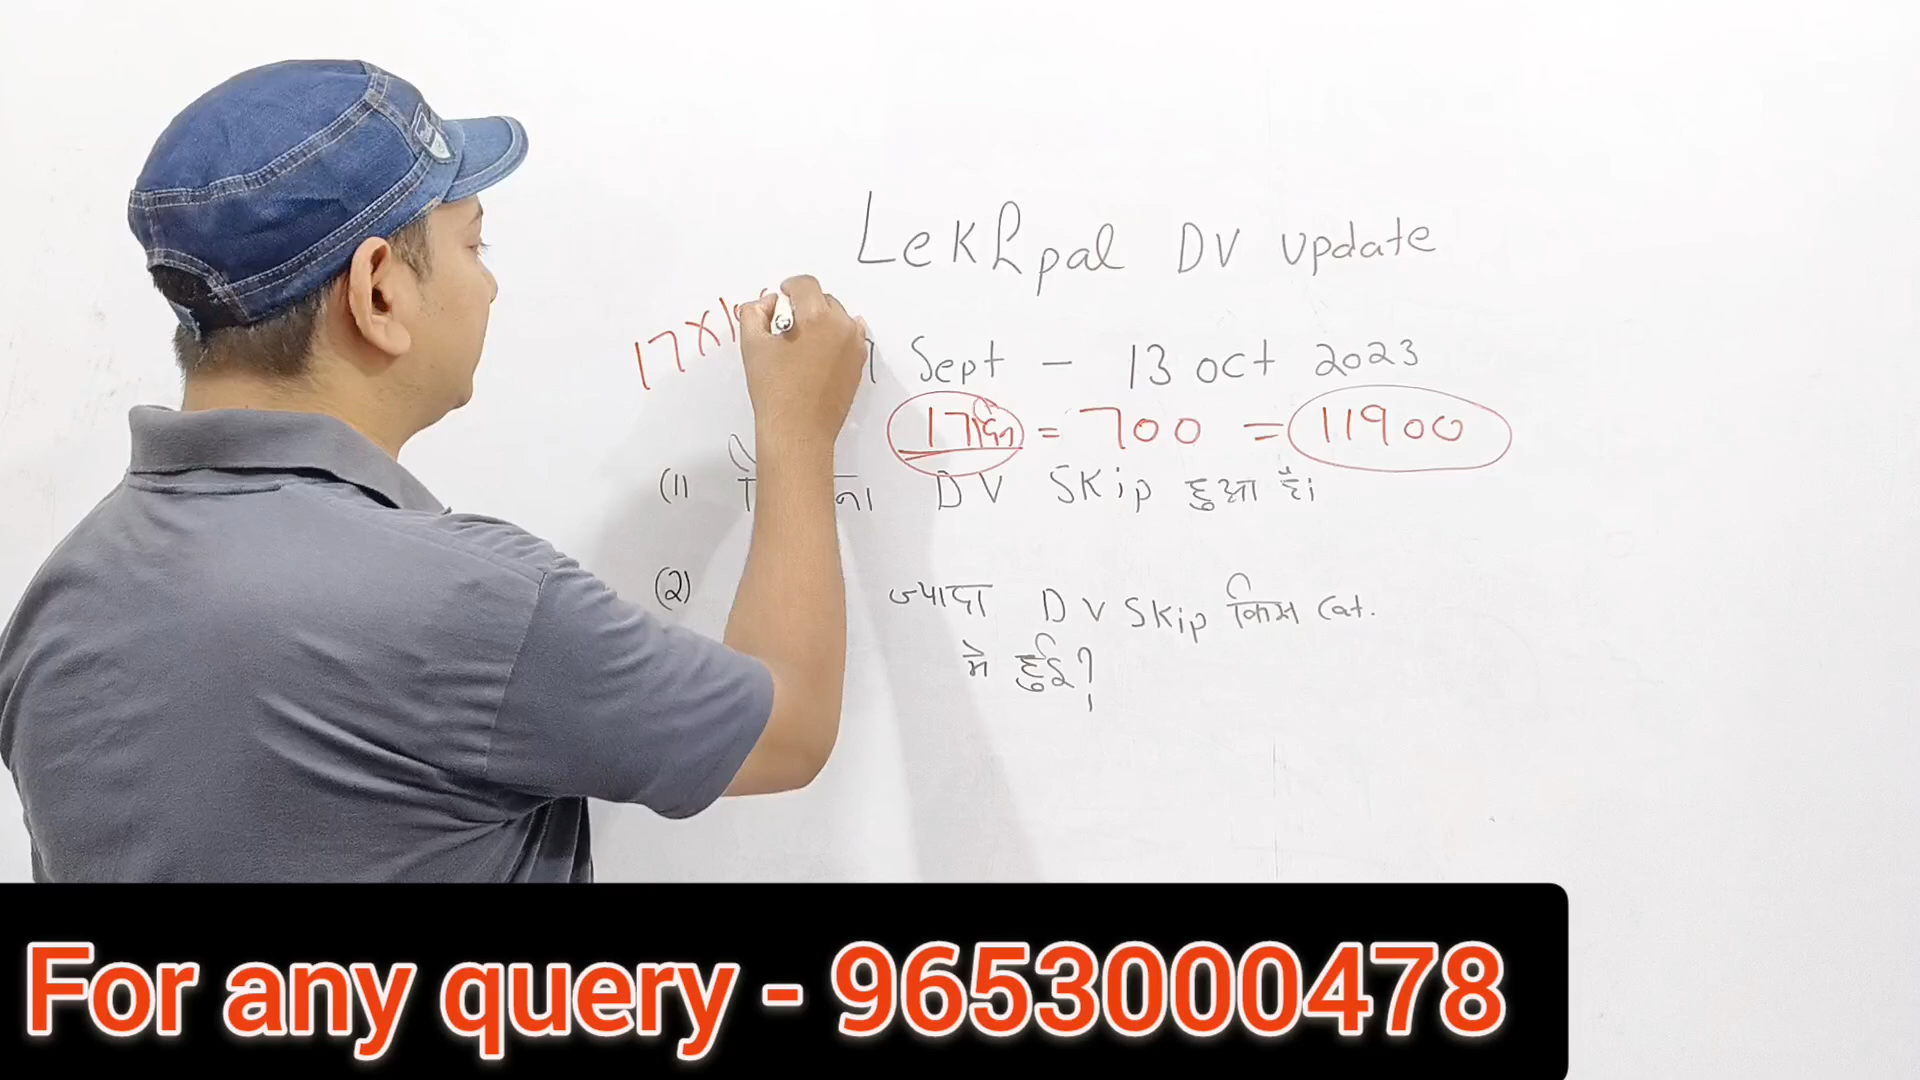 Lekhpal DV update
17 X
Sept - 13 oct 2023
17 दिन = 700 = 11900
(1) DV SKip हुआ है।
(2) ज्यादा DV SKip किस Cat.
मे हुई?
For any query - 9653000478